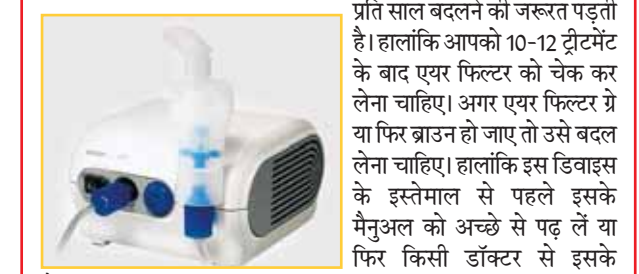 प्रति साल बदलने की जरूरत पड़ती
है। हालांकि आपको 10-12 ट्रीटमेंट
के बाद एयर फिल्टर को चेक कर
लेना चाहिए। अगर एयर फिल्टर ग्रे
या फिर ब्राउन हो जाए तो उसे बदल
लेना चाहिए। हालांकि इस डिवाइस
के इस्तेमाल से पहले इसके
मैनुअल को अच्छे से पढ़ लें या
फिर किसी डॉक्टर से इसके